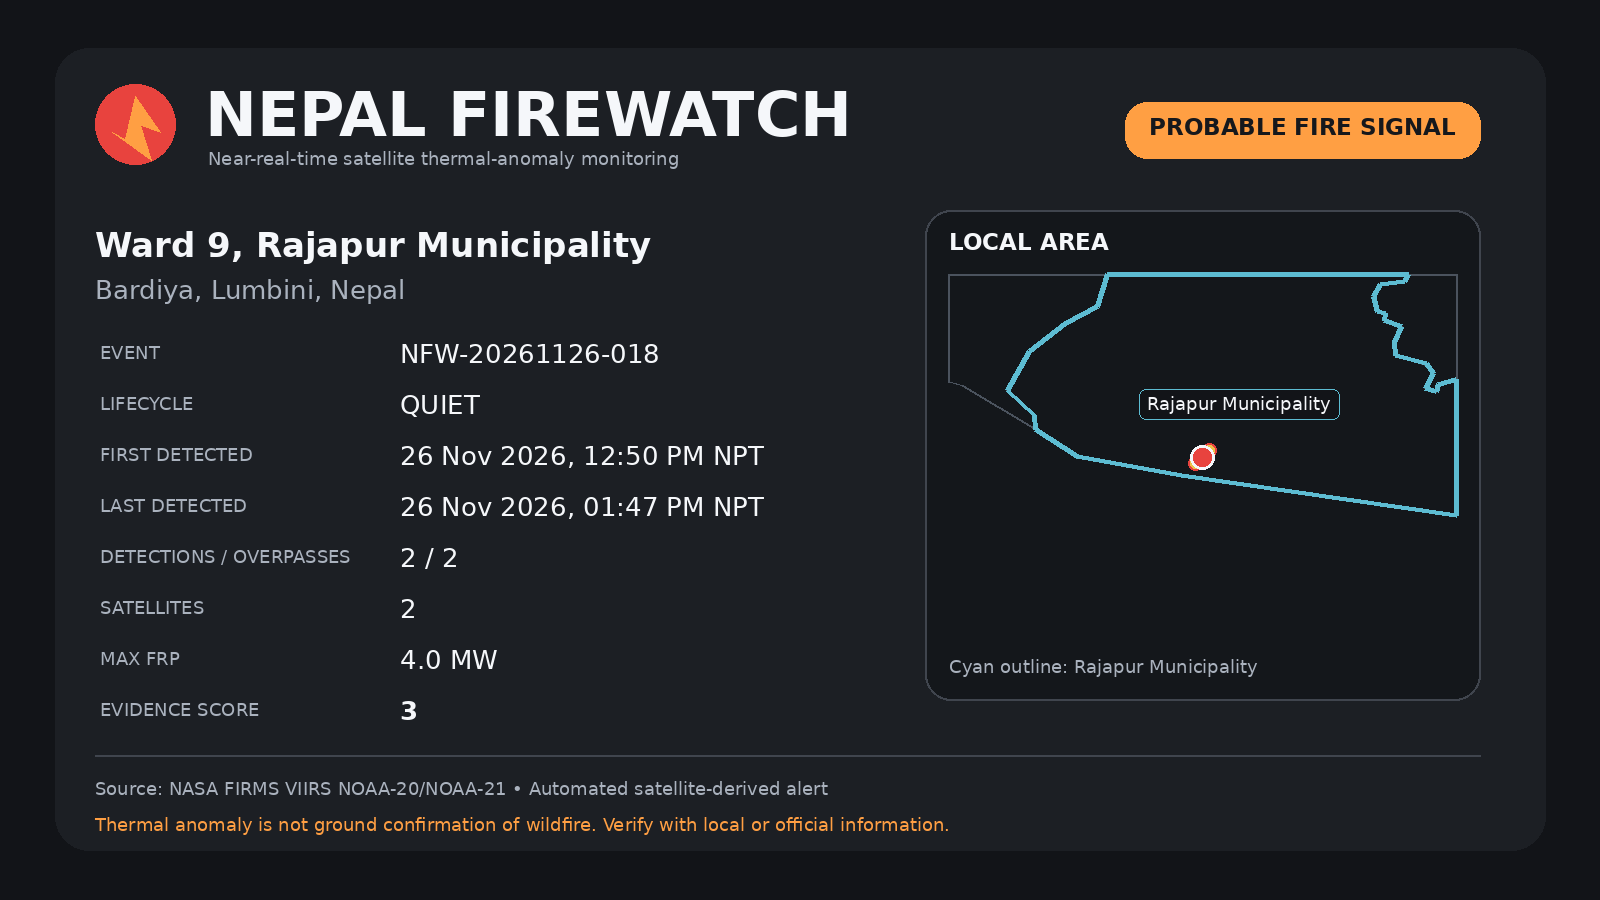 NEPAL FIREWATCH
Near-real-time satellite thermal-anomaly monitoring
PROBABLE FIRE SIGNAL
Ward 9, Rajapur Municipality
Bardiya, Lumbini, Nepal
EVENT NFW-20261126-018
LIFECYCLE QUIET
FIRST DETECTED 26 Nov 2026, 12:50 PM NPT
LAST DETECTED 26 Nov 2026, 01:47 PM NPT
DETECTIONS / OVERPASSES 2 / 2
SATELLITES 2
MAX FRP 4.0 MW
EVIDENCE SCORE 3
LOCAL AREA
Rajapur Municipality
Cyan outline: Rajapur Municipality
Source: NASA FIRMS VIIRS NOAA-20/NOAA-21 • Automated satellite-derived alert
Thermal anomaly is not ground confirmation of wildfire. Verify with local or official information.